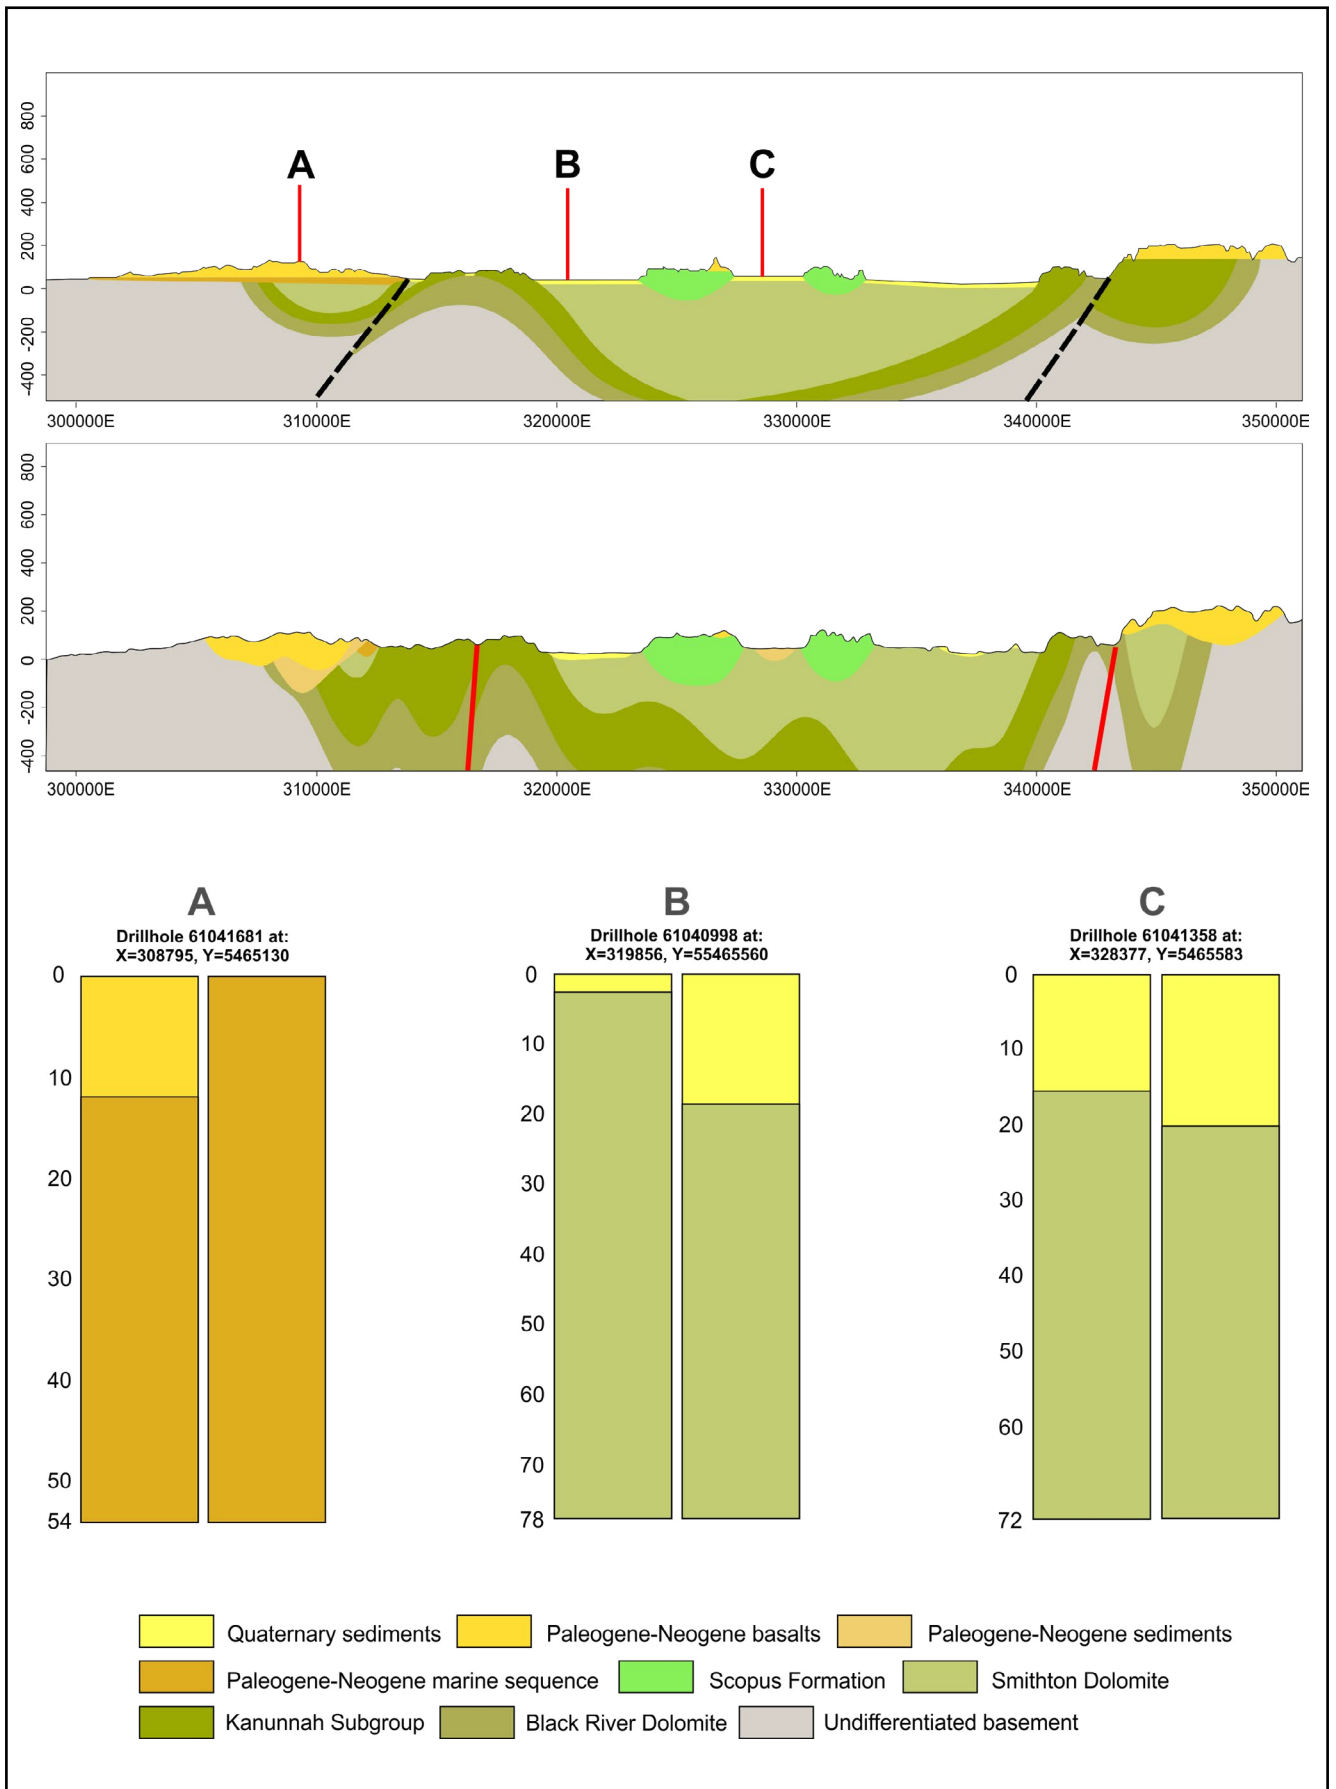 800
600
400
200
0
-200
-400
A
B
C
300000E
310000E
320000E
330000E
340000E
350000E
800
600
400
200
0
-200
-400
300000E
310000E
320000E
330000E
340000E
350000E
A
Drillhole 61041681 at:
X=308795, Y=5465130
0
10
20
30
40
50
54
B
Drillhole 61040998 at:
X=319856, Y=55465560
0
10
20
30
40
50
60
70
78
C
Drillhole 61041358 at:
X=328377, Y=5465583
0
10
20
30
40
50
60
72
Quaternary sediments
Paleogene-Neogene basalts
Paleogene-Neogene sediments
Paleogene-Neogene marine sequence
Scopus Formation
Smithton Dolomite
Kanunnah Subgroup
Black River Dolomite
Undifferentiated basement